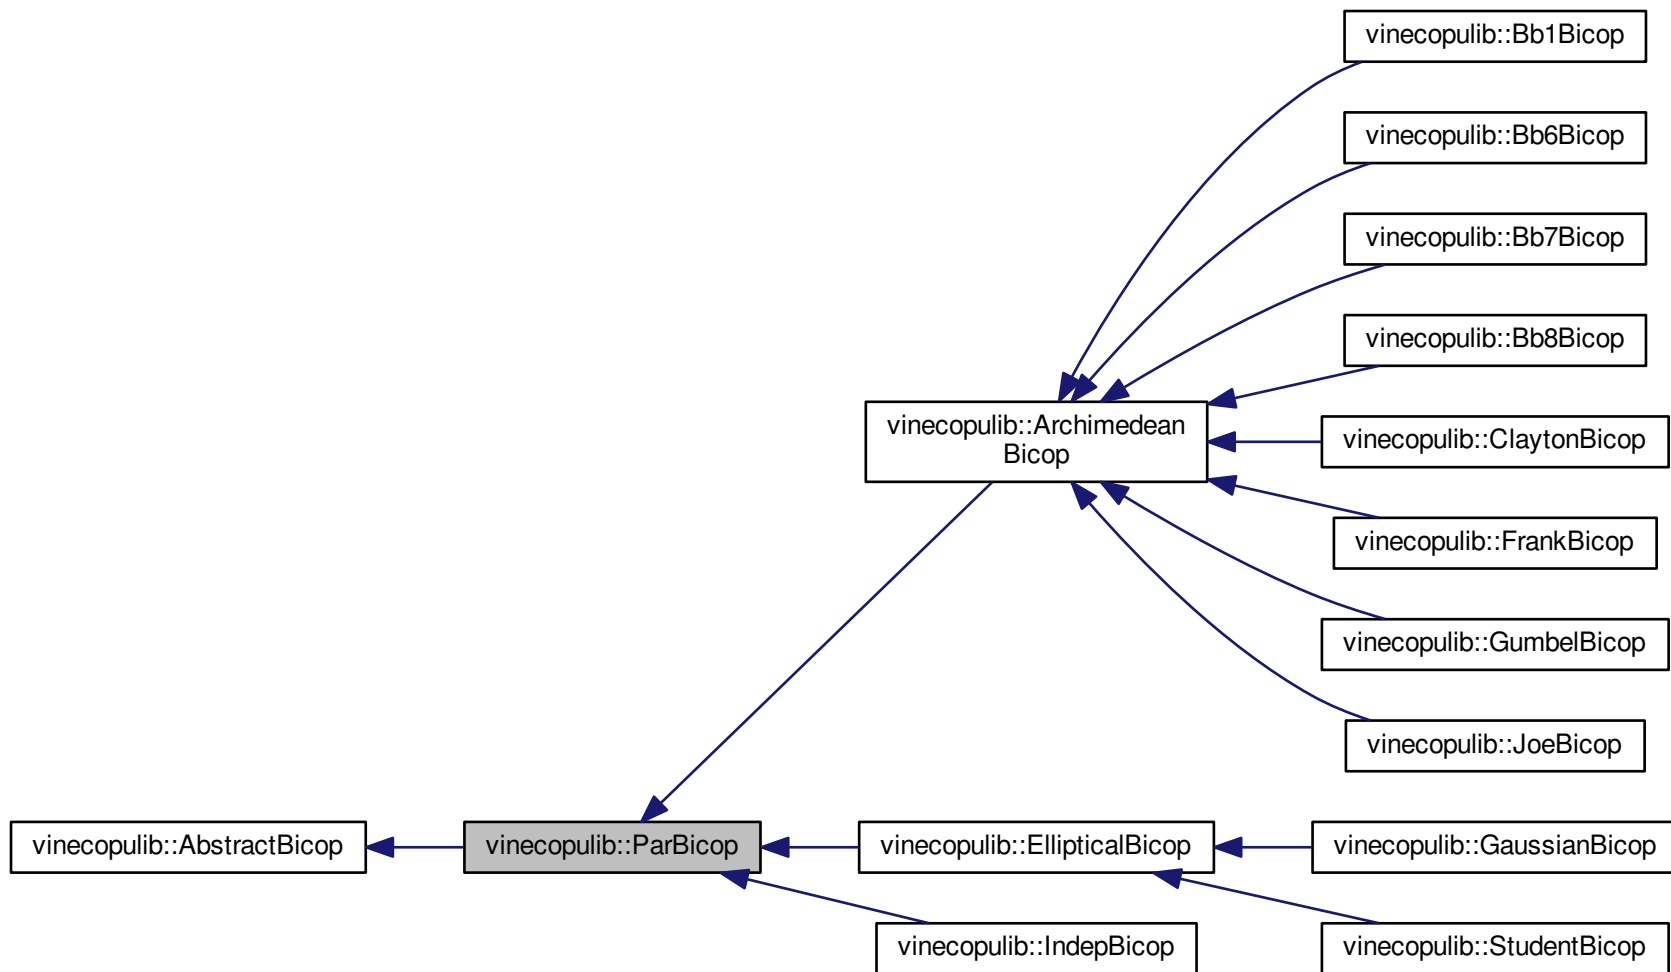 vinecopulib::Bb1Bicop
vinecopulib::Bb6Bicop
vinecopulib::Bb7Bicop
vinecopulib::Bb8Bicop
vinecopulib::Archimedean
Bicop
vinecopulib::ClaytonBicop
vinecopulib::FrankBicop
vinecopulib::GumbelBicop
vinecopulib::JoeBicop
vinecopulib::AbstractBicop
vinecopulib::ParBicop
vinecopulib::EllipticalBicop
vinecopulib::GaussianBicop
vinecopulib::IndepBicop
vinecopulib::StudentBicop